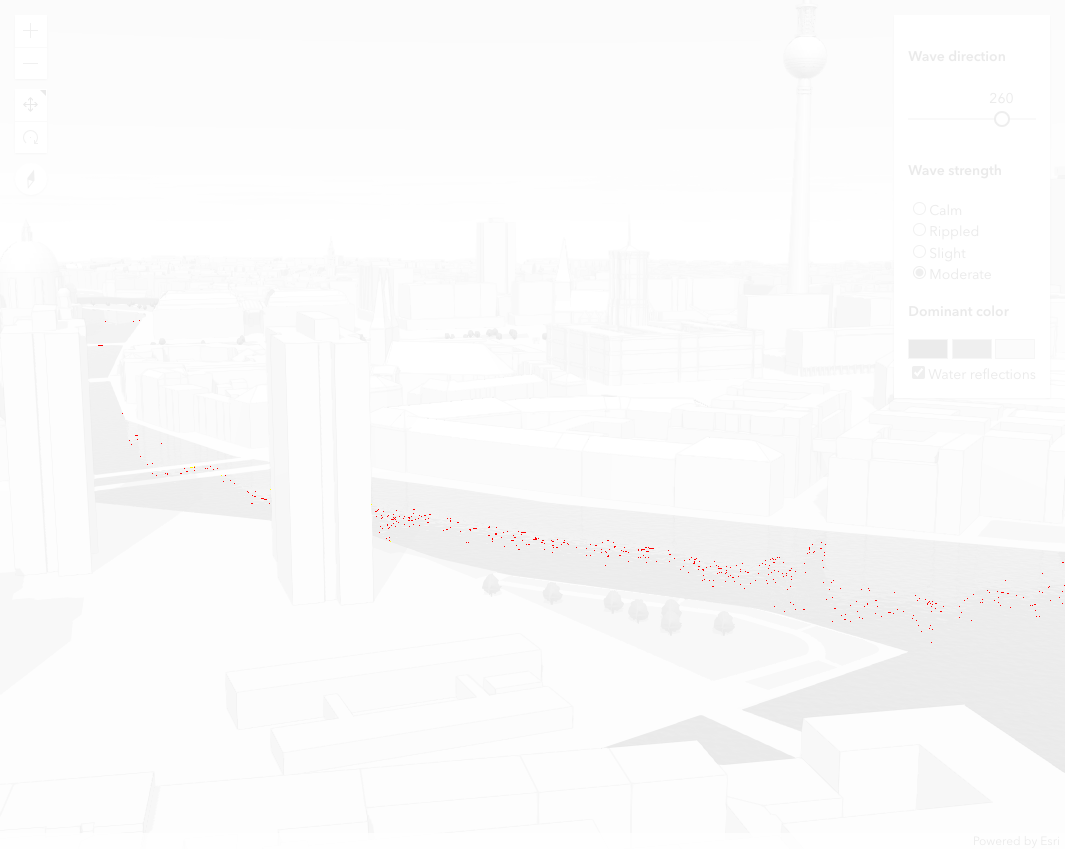 Wave direction
260
Wave strength
Calm
Rippled
Slight
Moderate
Dominant color
Water reflections
Powered by Esri